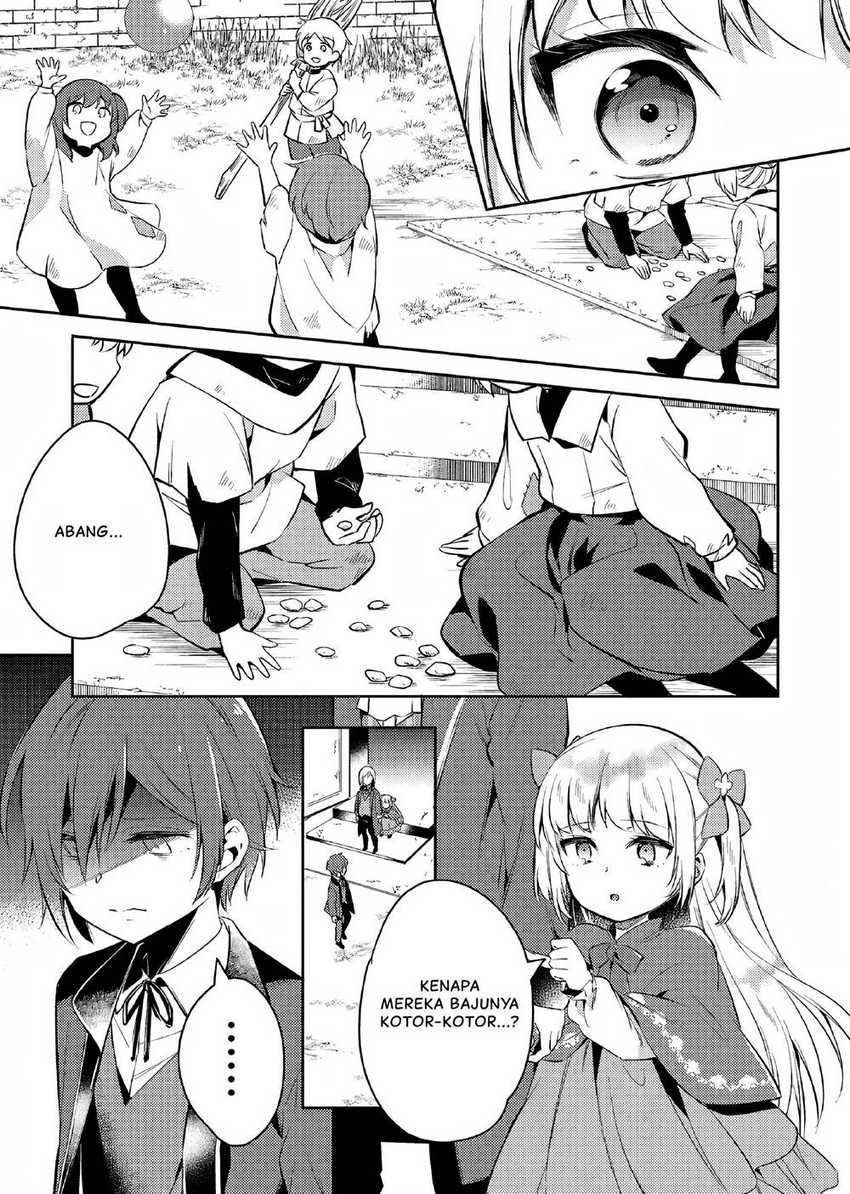 ABANG...
KENAPA
MEREKA BAJUNYA
KOTOR-KOTOR...?
......